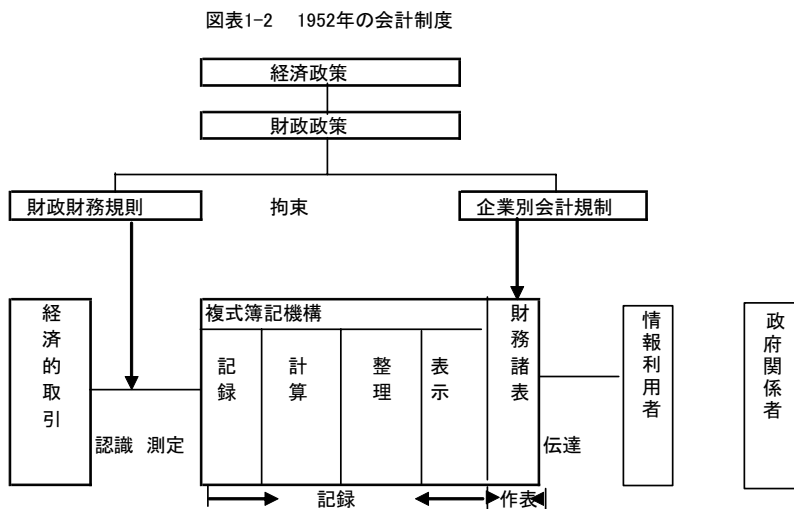 図表1-2 1952年の会計制度
経済政策
財政政策
財政財務規則
拘束
企業別会計規制
経済的取引
認識 測定
複式簿記機構
記録
計算
整理
表示
財務諸表
伝達
情報利用者
政府関係者
記録
作表